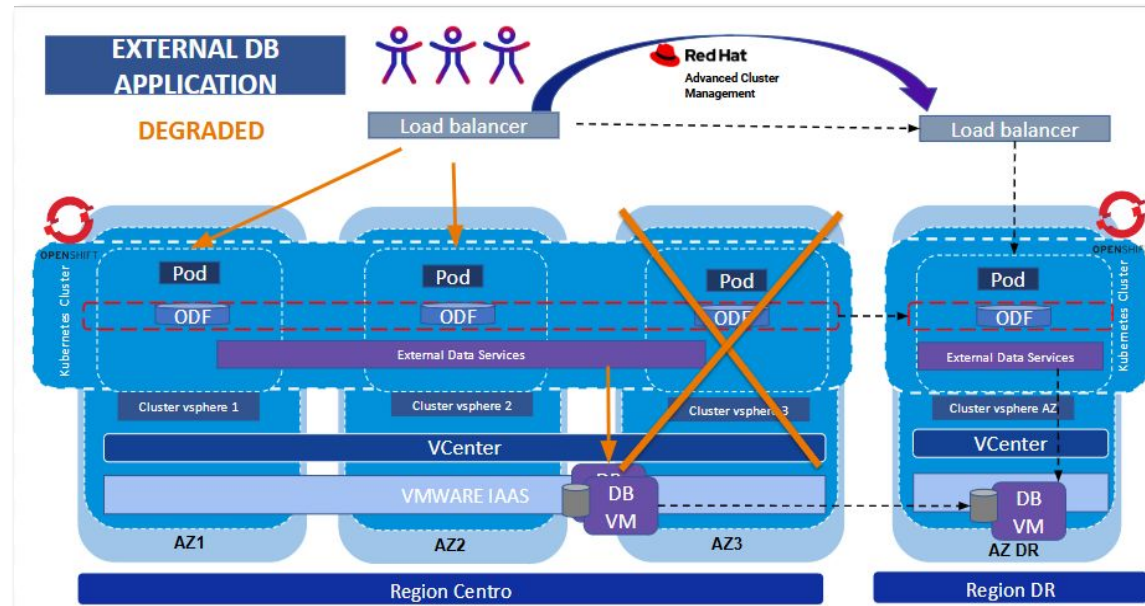 EXTERNAL DB
APPLICATION
DEGRADED
Red Hat
Advanced Cluster
Management
Load balancer
Load balancer
OPENSHIFT
OPENSHIFT
Kubernetes Cluster
Pod
Pod
Pod
Pod
Kubernetes Cluster
ODF
ODF
ODF
ODF
External Data Services
External Data Services
Cluster vsphere 1
Cluster vsphere 2
Cluster vsphere 3
Cluster vsphere AZ
VCenter
VCenter
VMWARE IAAS
DB
DB
VM
DB
VM
AZ1
AZ2
AZ3
AZ DR
Region Centro
Region DR